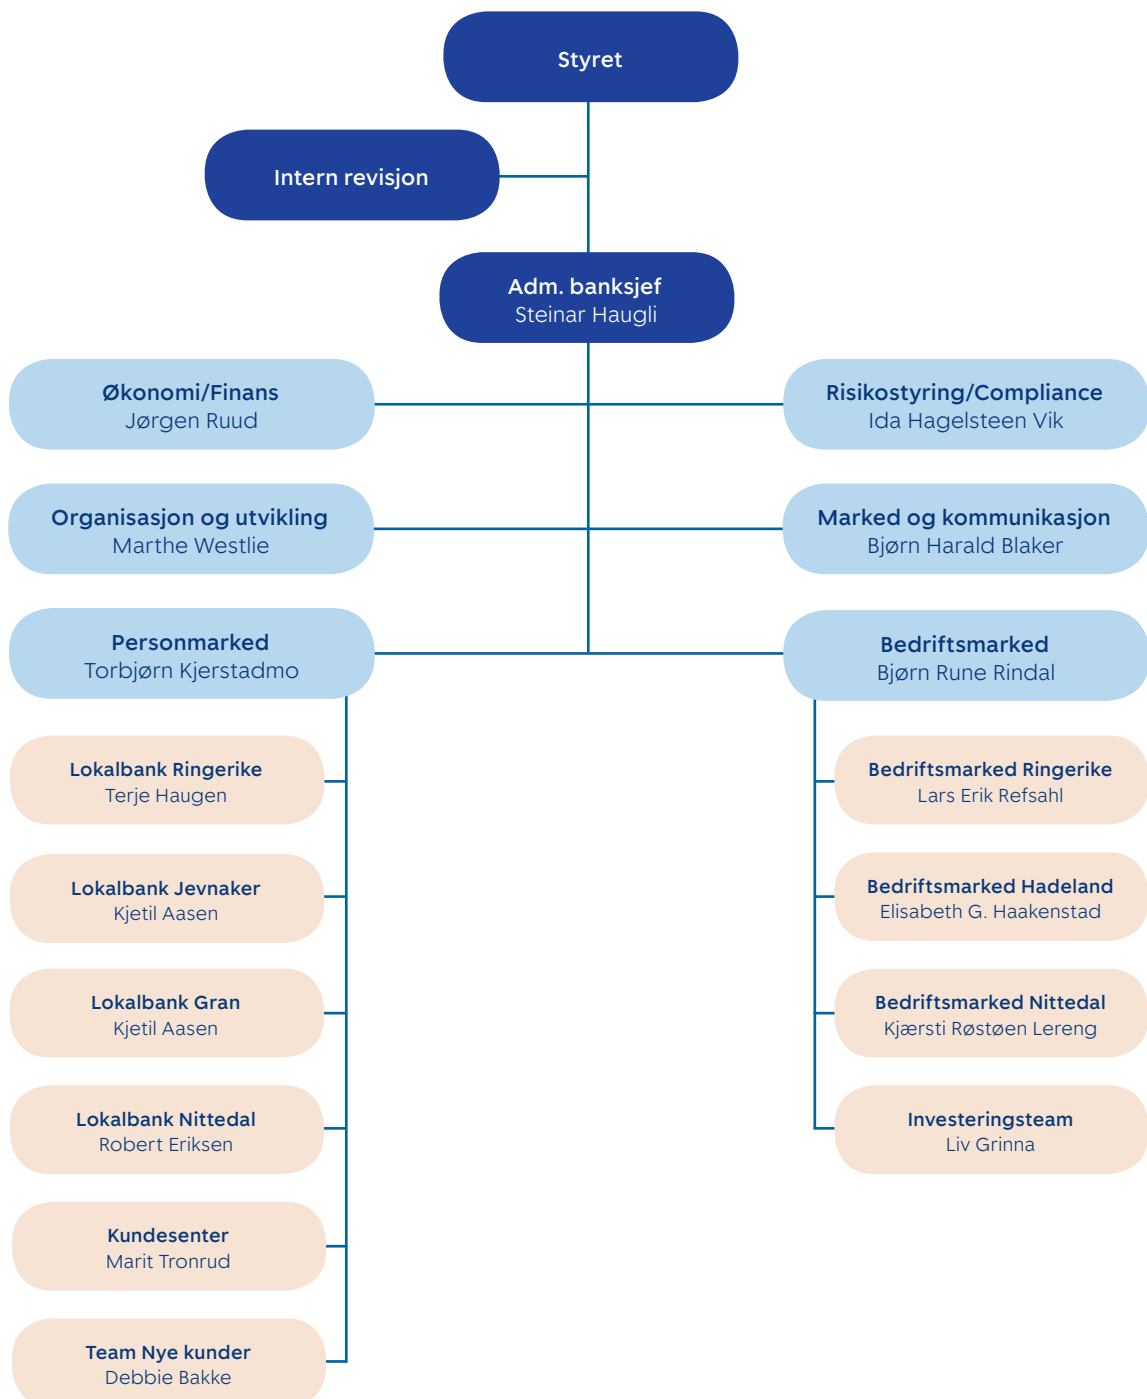 Styret
Intern revisjon
Adm. banksjef
Steinar Haugli
Økonomi/Finans
Jørgen Ruud
Risikostyring/Compliance
Ida Hagelsteen Vik
Organisasjon og utvikling
Marthe Westlie
Marked og kommunikasjon
Bjørn Harald Blaker
Personmarked
Torbjørn Kjerstadmo
Bedriftsmarked
Bjørn Rune Rindal
Lokalbank Ringerike
Terje Haugen
Lokalbank Jevnaker
Kjetil Aasen
Lokalbank Gran
Kjetil Aasen
Lokalbank Nittedal
Robert Eriksen
Kundesenter
Marit Tronrud
Team Nye kunder
Debbie Bakke
Bedriftsmarked Ringerike
Lars Erik Refsahl
Bedriftsmarked Hadeland
Elisabeth G. Haakenstad
Bedriftsmarked Nittedal
Kjærsti Røstøen Lereng
Investeringsteam
Liv Grinna